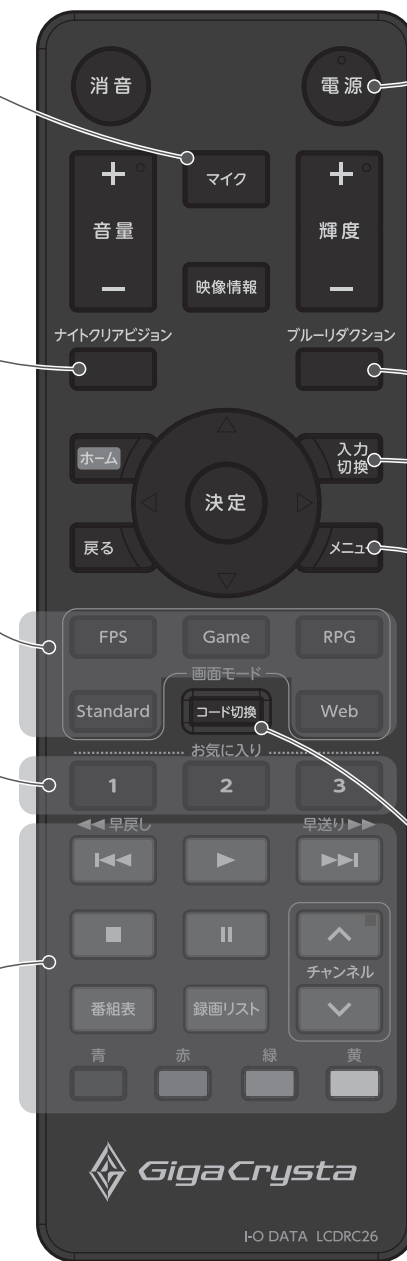 消音 電源
+ マイク +
音量 輝度
− 映像情報 −
ナイトクリアビジョン ブルーリダクション
ホーム 入力切換
決定
戻る メニュー
FPS Game RPG
画面モード
Standard コード切換 Web
お気に入り
1 2 3
◀◀ 早戻し 早送り ▶▶
チャンネル
番組表 録画リスト
青 赤 緑 黄
GigaCrysta
I-O DATA LCDRC26